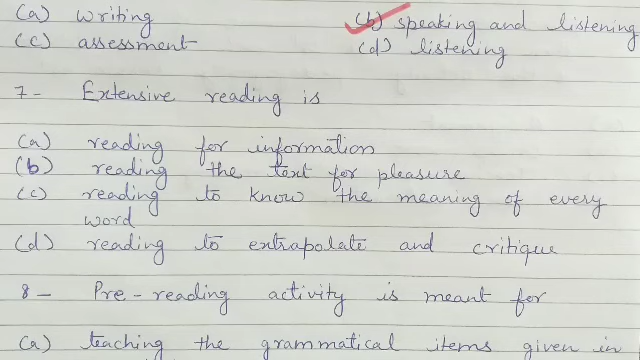 (a) writing (b) speaking and listening
(c) assessment (d) listening
7- Extensive reading is
(a) reading for information
(b) reading the text for pleasure
(c) reading to know the meaning of every
word
(d) reading to extrapolate and critique
8- Pre-reading activity is meant for
(a) teaching the grammatical items given in